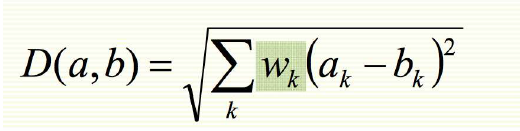 D(a,b) = √(∑_k w_k(a_k − b_k)²)